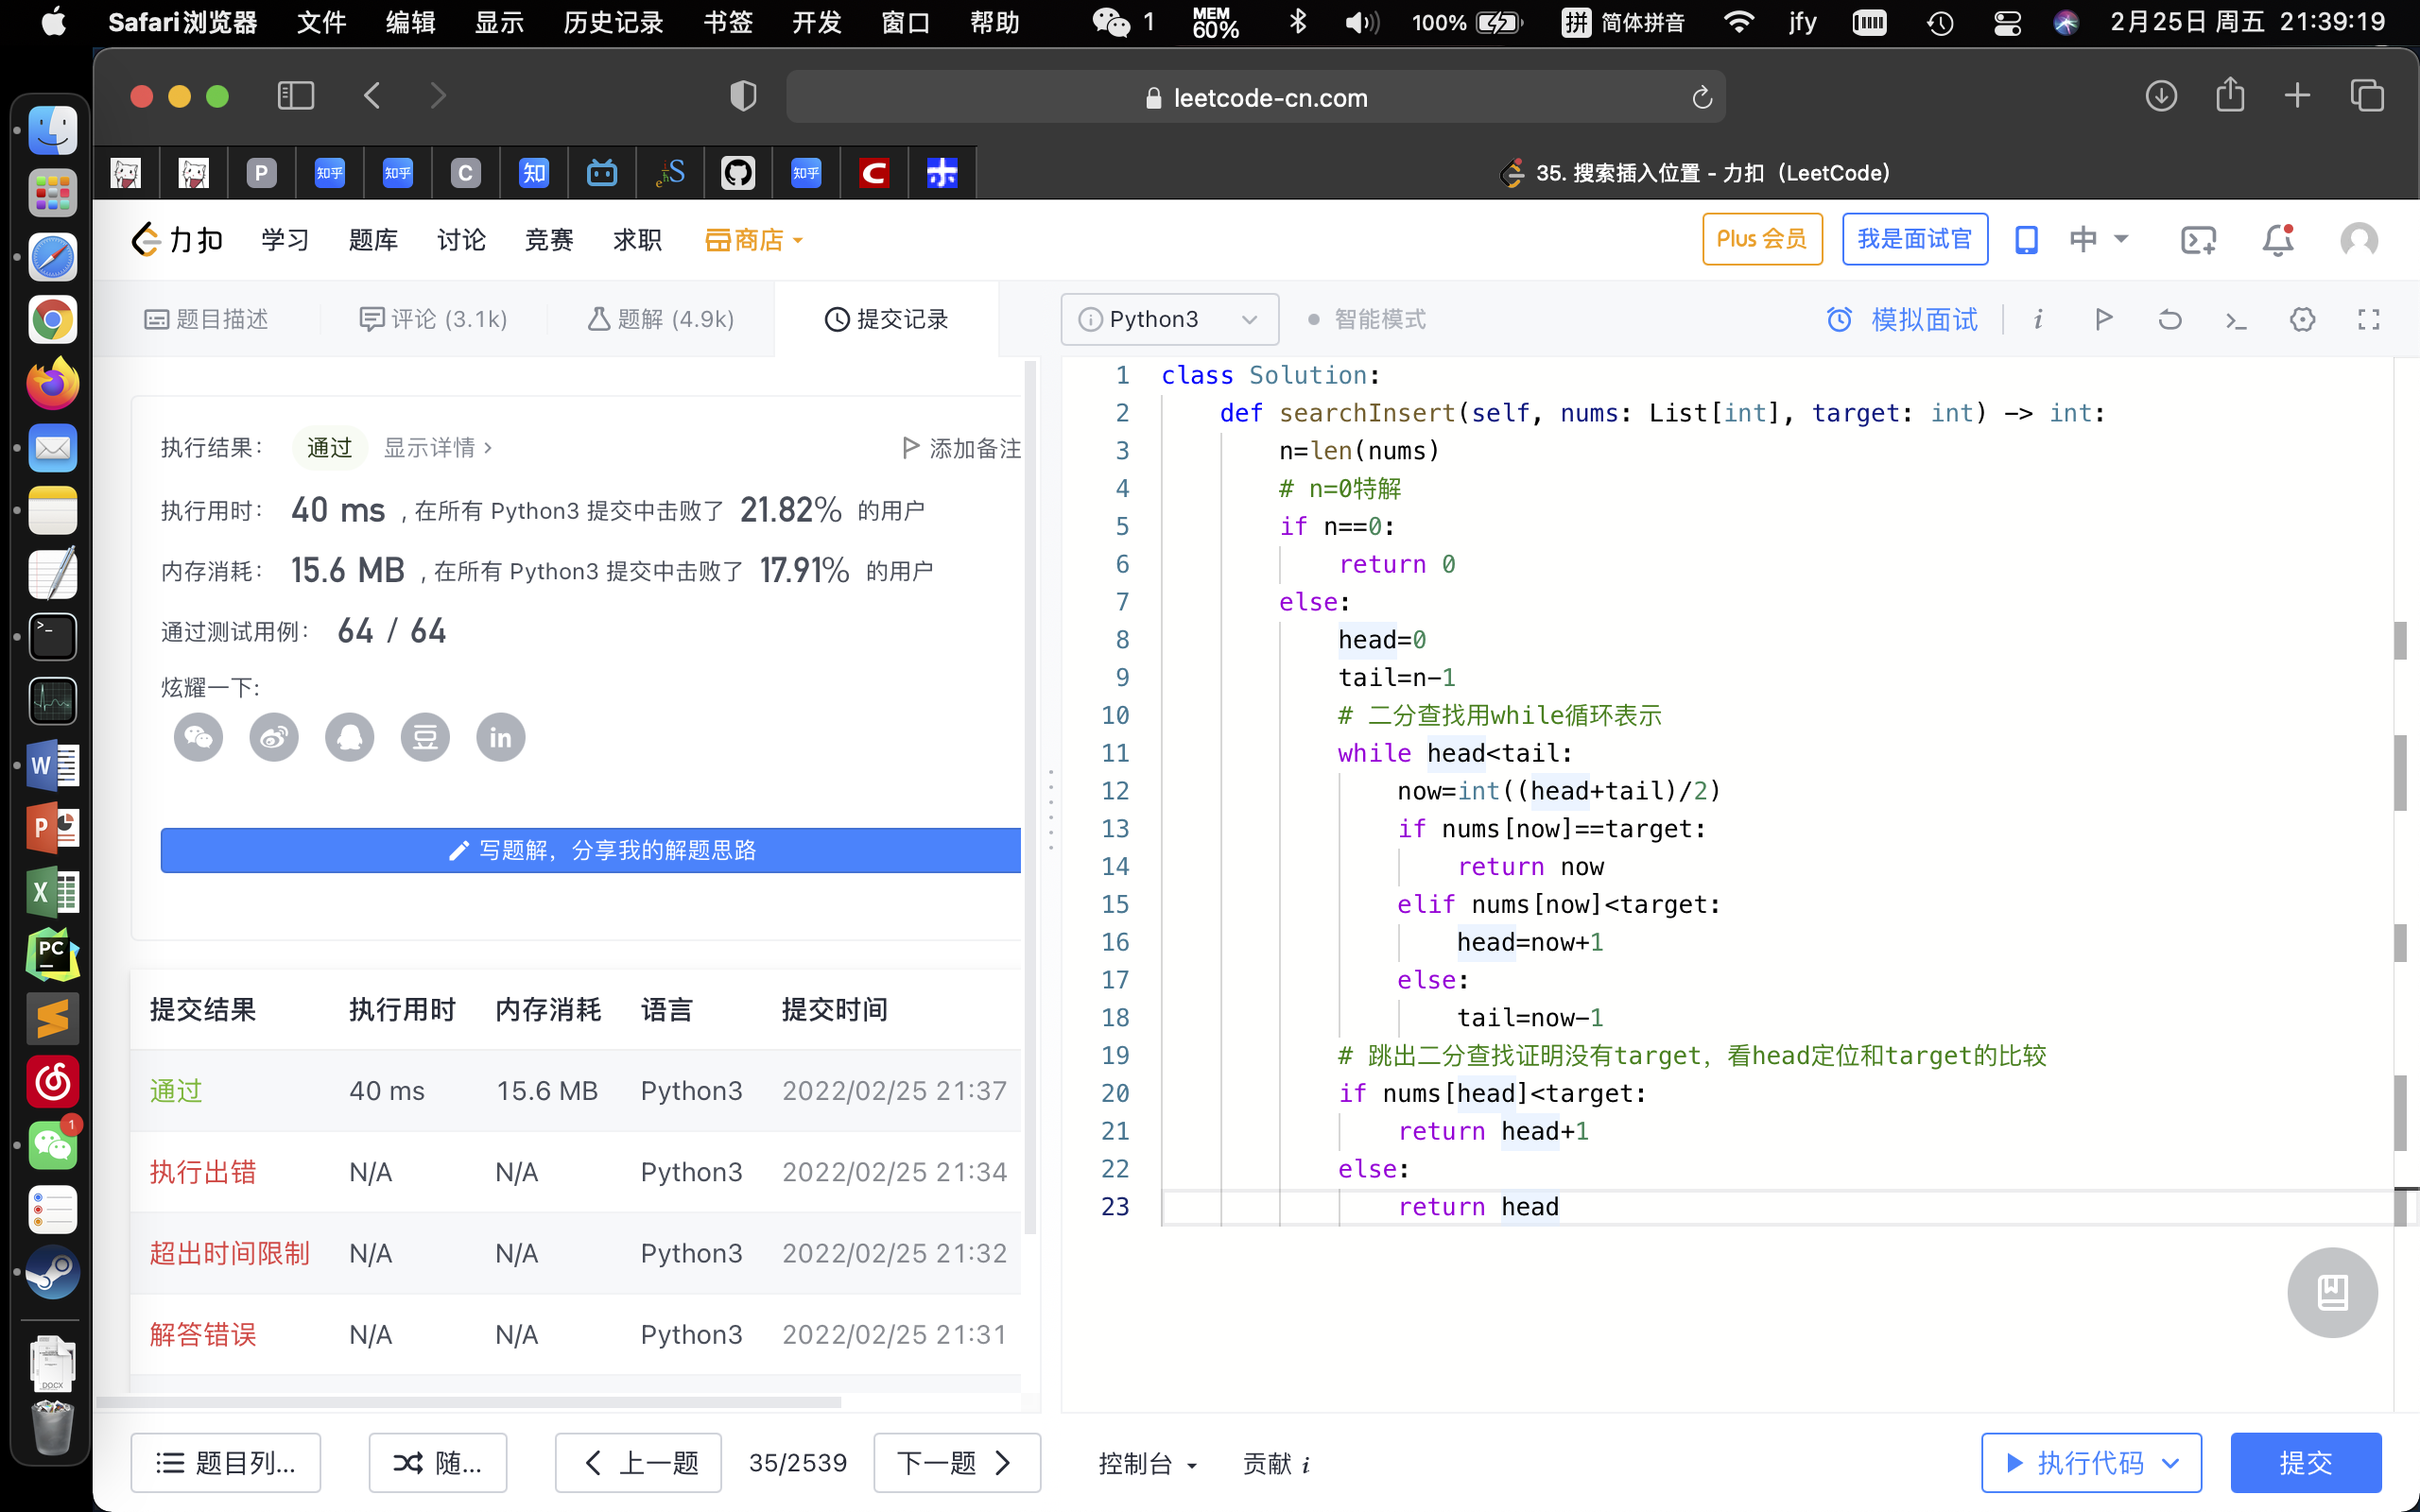 Safari浏览器 文件 编辑 显示 历史记录 书签 开发 窗口 帮助 1 MEM 60% 100% 拼 简体拼音 jfy 2月25日 周五 21:39:19
leetcode-cn.com
P 知乎 知乎 C 知 知乎 C 35. 搜索插入位置 - 力扣（LeetCode）
力扣 学习 题库 讨论 竞赛 求职 商店 Plus 会员 我是面试官 中
题目描述 评论 (3.1k) 题解 (4.9k) 提交记录
执行结果： 通过 显示详情 > 添加备注
执行用时： 40 ms , 在所有 Python3 提交中击败了 21.82% 的用户
内存消耗： 15.6 MB , 在所有 Python3 提交中击败了 17.91% 的用户
通过测试用例： 64 / 64
炫耀一下:
豆 in
写题解，分享我的解题思路
提交结果 执行用时 内存消耗 语言 提交时间
通过 40 ms 15.6 MB Python3 2022/02/25 21:37
执行出错 N/A N/A Python3 2022/02/25 21:34
超出时间限制 N/A N/A Python3 2022/02/25 21:32
解答错误 N/A N/A Python3 2022/02/25 21:31
题目列... 随... 上一题 35/2539 下一题
Python3 智能模式 模拟面试 i
1 class Solution:
2 def searchInsert(self, nums: List[int], target: int) -> int:
3 n=len(nums)
4 # n=0特解
5 if n==0:
6 return 0
7 else:
8 head=0
9 tail=n-1
10 # 二分查找用while循环表示
11 while head<tail:
12 now=int((head+tail)/2)
13 if nums[now]==target:
14 return now
15 elif nums[now]<target:
16 head=now+1
17 else:
18 tail=now-1
19 # 跳出二分查找证明没有target，看head定位和target的比较
20 if nums[head]<target:
21 return head+1
22 else:
23 return head
控制台 贡献 i 执行代码 提交
W
P
X
PC
1
DOCX